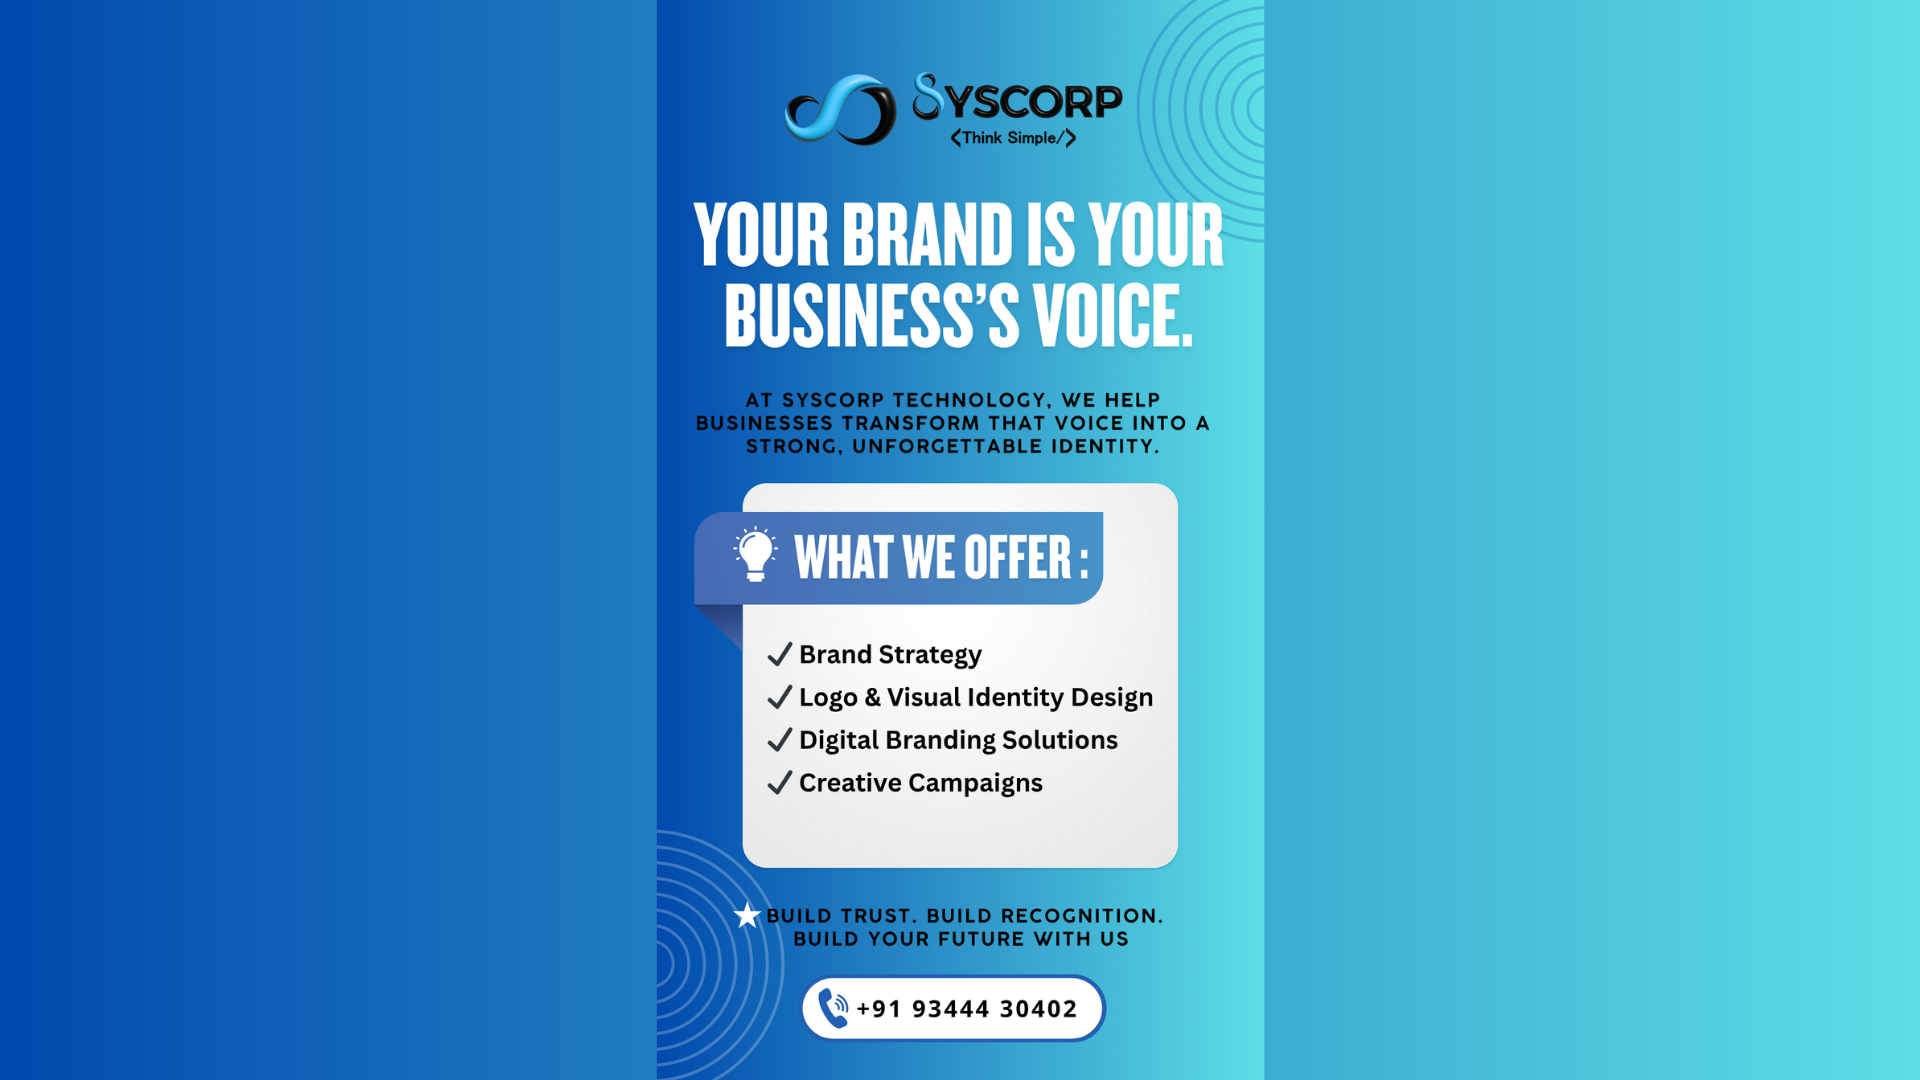 SYSCORP
<Think Simple/>
YOUR BRAND IS YOUR
BUSINESS’S VOICE.
AT SYSCORP TECHNOLOGY, WE HELP
BUSINESSES TRANSFORM THAT VOICE INTO A
STRONG, UNFORGETTABLE IDENTITY.
WHAT WE OFFER :
Brand Strategy
Logo & Visual Identity Design
Digital Branding Solutions
Creative Campaigns
BUILD TRUST. BUILD RECOGNITION.
BUILD YOUR FUTURE WITH US
+91 93444 30402